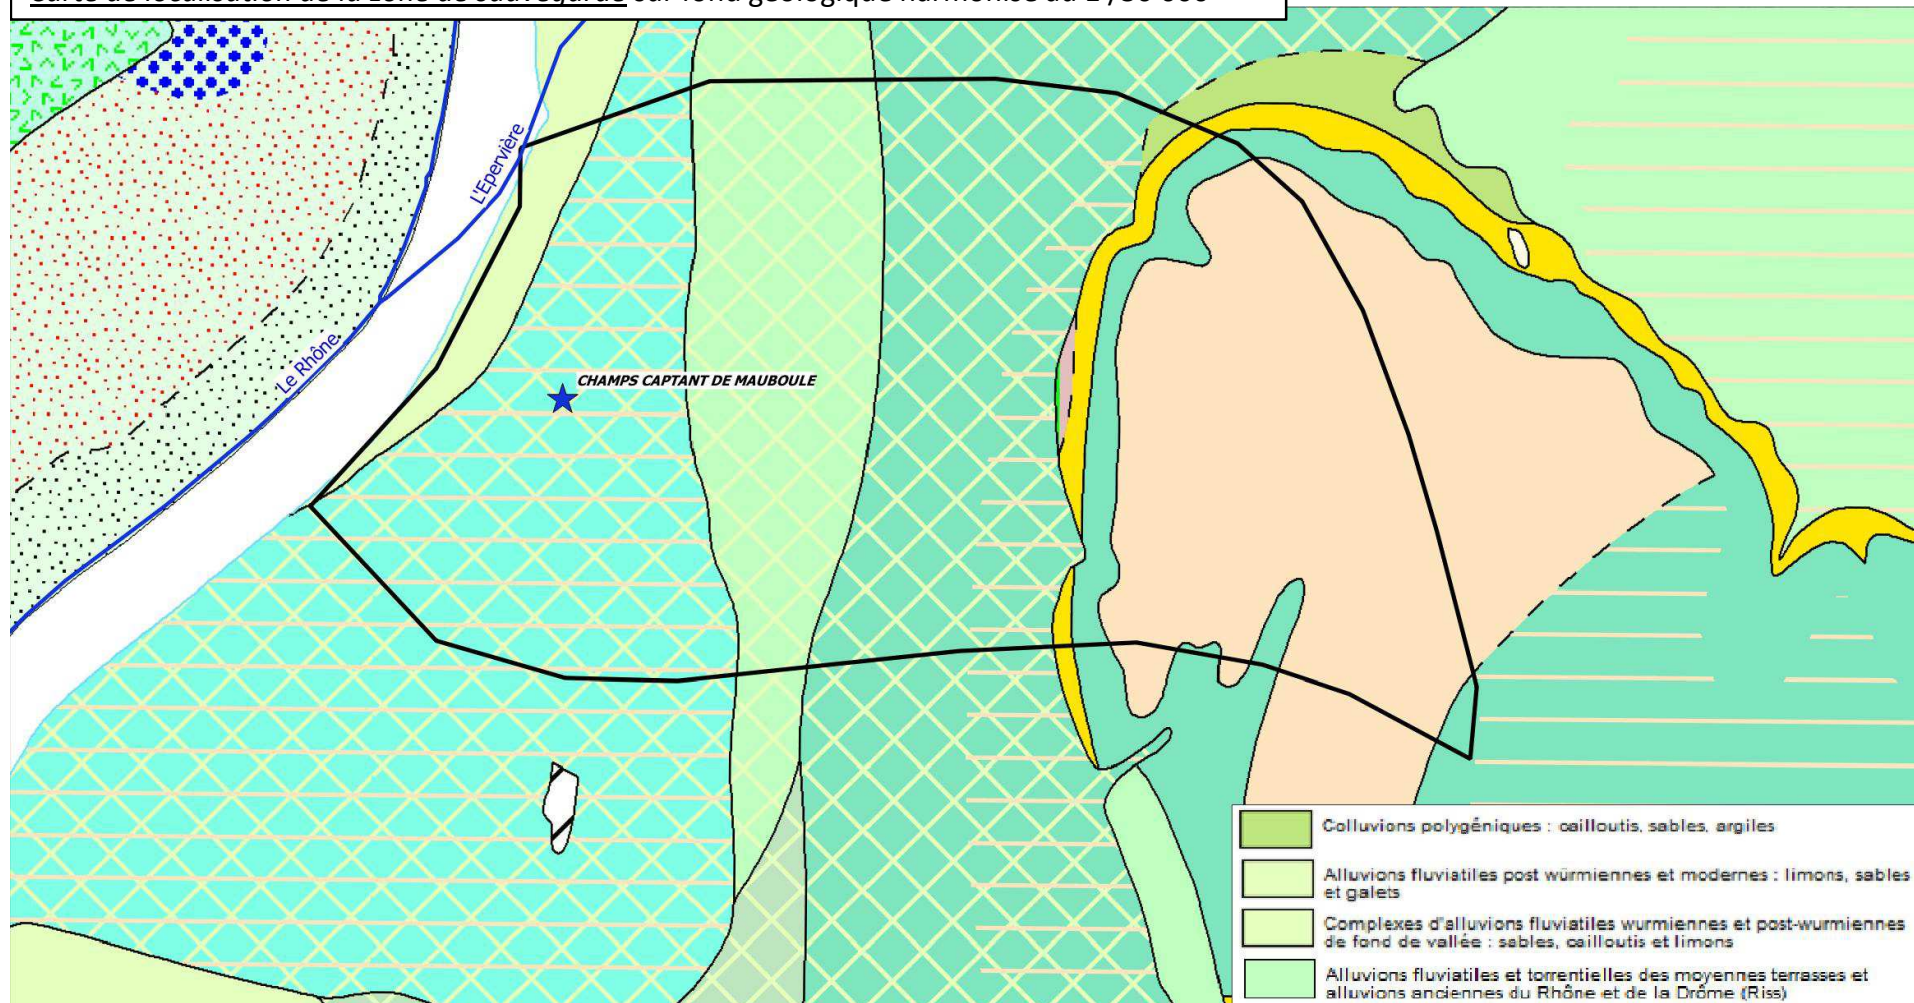 Carte de localisation de la zone de sauvegarde sur fond géologique harmonisé au 1 /50 000
L'Epervière
Le Rhône
CHAMPS CAPTANT DE MAUBOULE
Colluvions polygéniques : cailloutis, sables, argiles
Alluvions fluviatiles post würmiennes et modernes : limons, sables
et galets
Complexes d'alluvions fluviatiles wurmiennes et post-wurmiennes
de fond de vallée : sables, cailloutis et limons
Alluvions fluviatiles et torrentielles des moyennes terrasses et
alluvions anciennes du Rhône et de la Drôme (Riss)